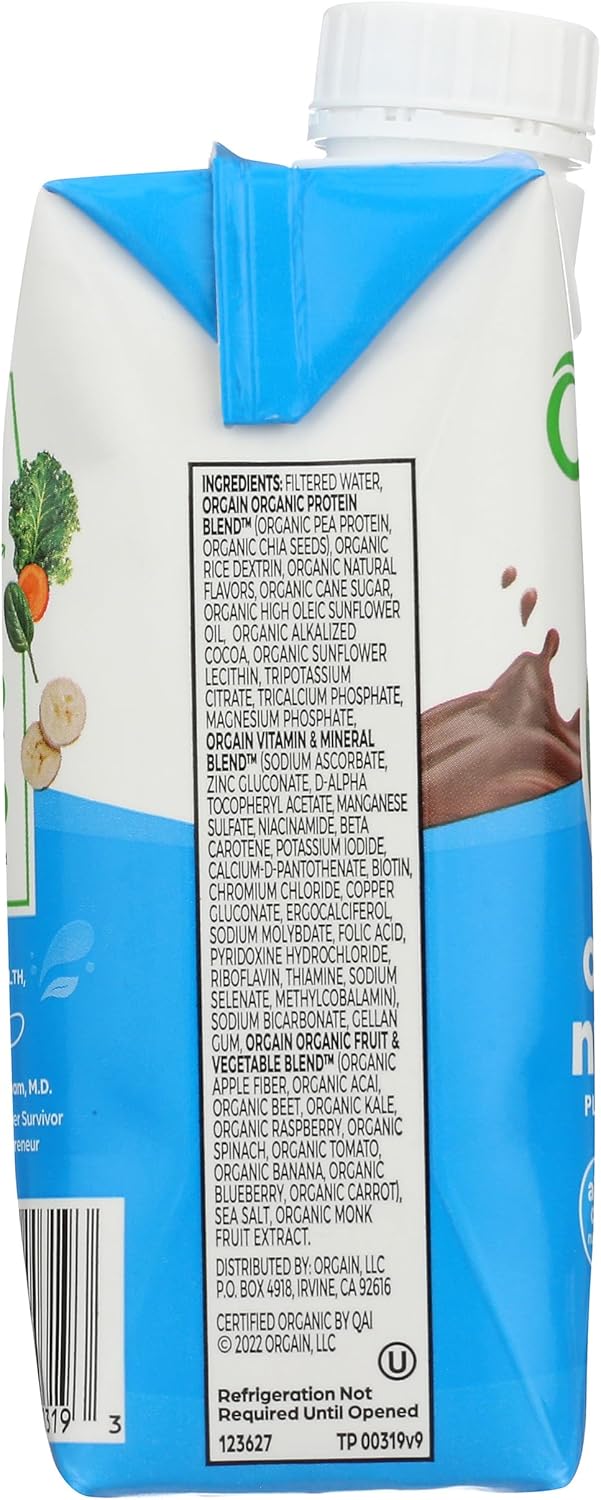 INGREDIENTS: FILTERED WATER,
ORGAIN ORGANIC PROTEIN
BLEND™ (ORGANIC PEA PROTEIN,
ORGANIC CHIA SEEDS), ORGANIC
RICE DEXTRIN, ORGANIC NATURAL
FLAVORS, ORGANIC CANE SUGAR,
ORGANIC HIGH OLEIC SUNFLOWER
OIL, ORGANIC ALKALIZED
COCOA, ORGANIC SUNFLOWER
LECITHIN, TRIPOTASSIUM
CITRATE, TRICALCIUM PHOSPHATE,
MAGNESIUM PHOSPHATE,
ORGAIN VITAMIN & MINERAL
BLEND™ (SODIUM ASCORBATE,
ZINC GLUCONATE, D-ALPHA
TOCOPHERYL ACETATE, MANGANESE
SULFATE, NIACINAMIDE, BETA
CAROTENE, POTASSIUM IODIDE,
CALCIUM-D-PANTOTHENATE, BIOTIN,
CHROMIUM CHLORIDE, COPPER
GLUCONATE, ERGOCALCIFEROL,
SODIUM MOLYBDATE, FOLIC ACID,
PYRIDOXINE HYDROCHLORIDE,
RIBOFLAVIN, THIAMINE, SODIUM
SELENATE, METHYLCOBALAMIN),
SODIUM BICARBONATE, GELLAN
GUM, ORGAIN ORGANIC FRUIT &
VEGETABLE BLEND™ (ORGANIC
APPLE FIBER, ORGANIC ACAI,
ORGANIC BEET, ORGANIC KALE,
ORGANIC RASPBERRY, ORGANIC
SPINACH, ORGANIC TOMATO,
ORGANIC BANANA, ORGANIC
BLUEBERRY, ORGANIC CARROT),
SEA SALT, ORGANIC MONK
FRUIT EXTRACT.
DISTRIBUTED BY: ORGAIN, LLC
P.O. BOX 4918, IRVINE, CA 92616
CERTIFIED ORGANIC BY QAI
© 2022 ORGAIN, LLC
U
Refrigeration Not
Required Until Opened
123627 TP 00319v9
M.D.
Survivor
319 3